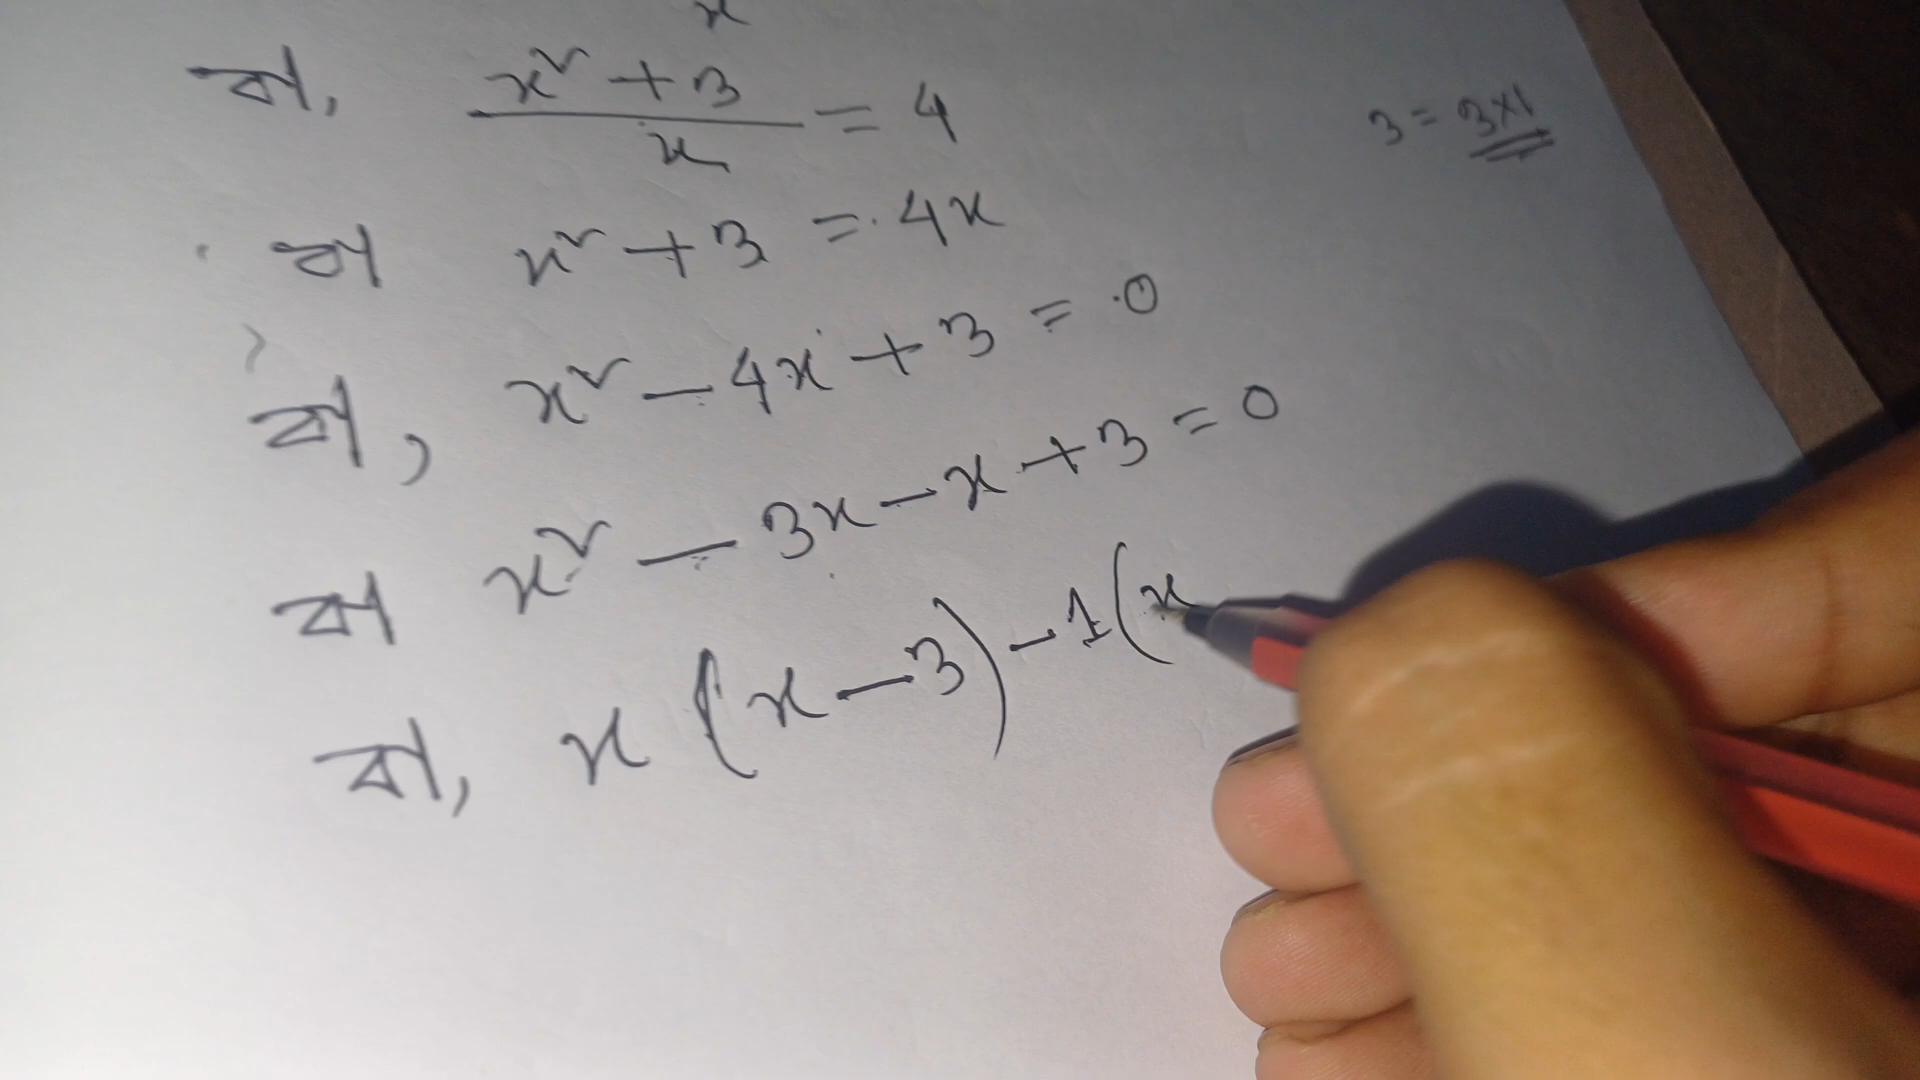 x
বা, x² + 3 / x = 4
3 = 3×1
বা x² + 3 = 4x
বা, x² - 4x + 3 = 0
বা x² - 3x - x + 3 = 0
বা, x (x - 3) - 1 (x